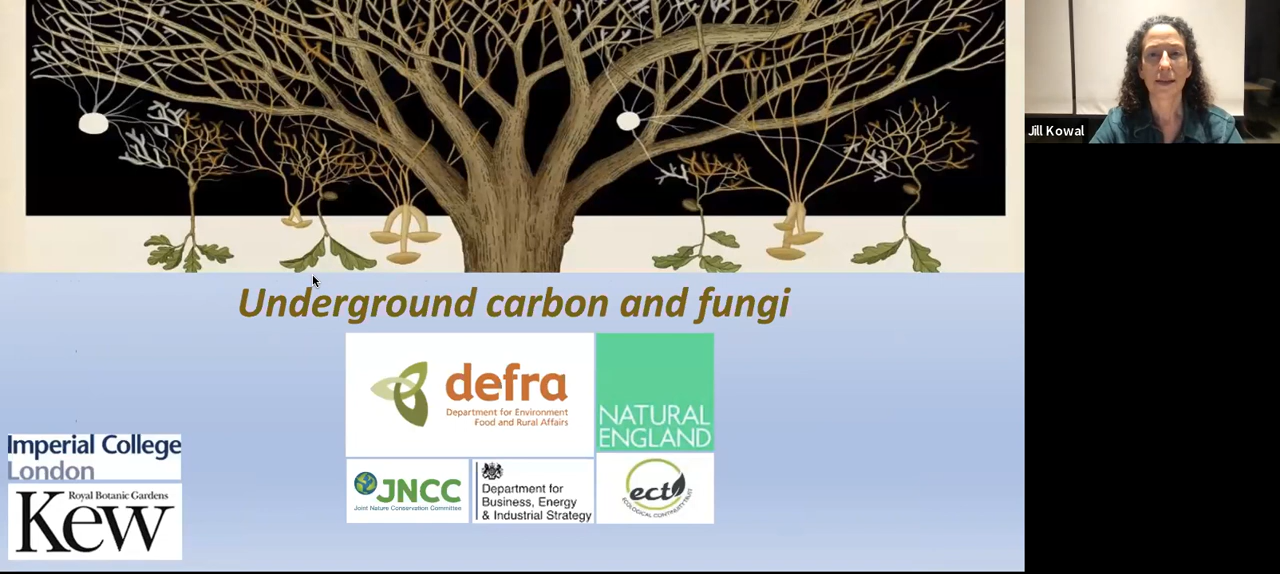 Jill Kowal
Underground carbon and fungi
defra
Department for Environment
Food and Rural Affairs
NATURAL
ENGLAND
Imperial College
London
Royal Botanic Gardens
Kew
JNCC
Joint Nature Conservation Committee
Department for
Business, Energy
& Industrial Strategy
ect
ECOLOGICAL CONTINUITY TRUST